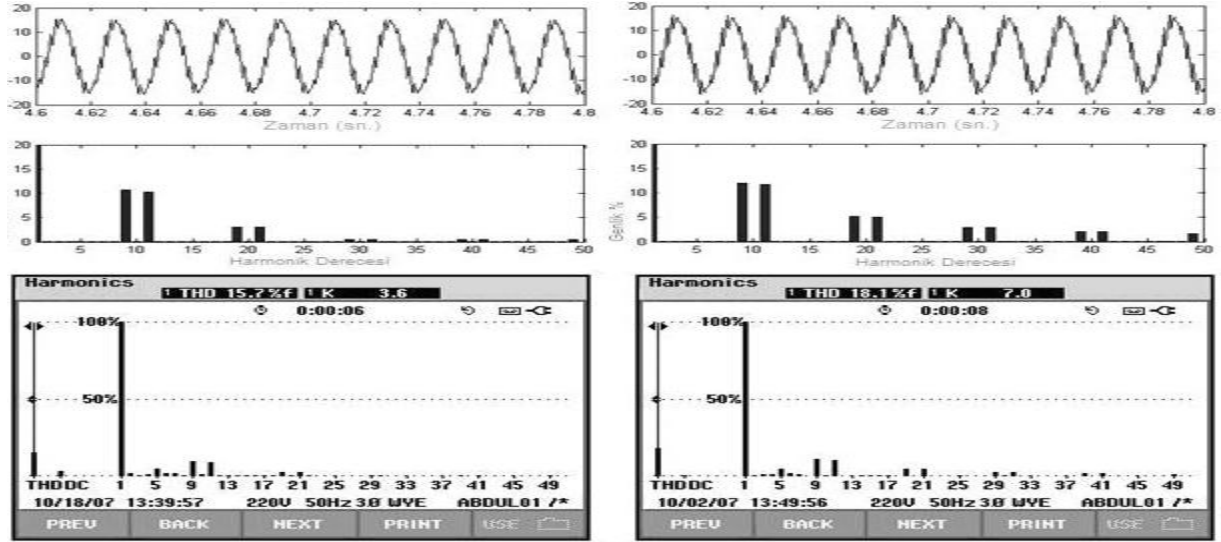 20
10
0
-10
-20
4.6 4.62 4.64 4.66 4.68 4.7 4.72 4.74 4.76 4.78 4.8
Zaman (sn.)
20
15
10
5
0
5 10 15 20 25 30 35 40 45 50
Harmonik Derecesi
Harmonics
1 THD 15.7%f 1 K 3.6
0:00:06
100%
50%
THDDC 1 5 9 13 17 21 25 29 33 37 41 45 49
10/18/07 13:39:57 220V 50Hz 3Ø WYE ABDUL01 /*
PREV BACK NEXT PRINT USE
20
10
0
-10
-20
4.6 4.62 4.64 4.66 4.68 4.7 4.72 4.74 4.76 4.78 4.8
Zaman (sn.)
Genlik %
20
15
10
5
0
5 10 15 20 25 30 35 40 45 50
Harmonik Derecesi
Harmonics
1 THD 18.1%f 1 K 7.0
0:00:08
100%
50%
THDDC 1 5 9 13 17 21 25 29 33 37 41 45 49
10/02/07 13:49:56 220V 50Hz 3Ø WYE ABDUL01 /*
PREV BACK NEXT PRINT USE